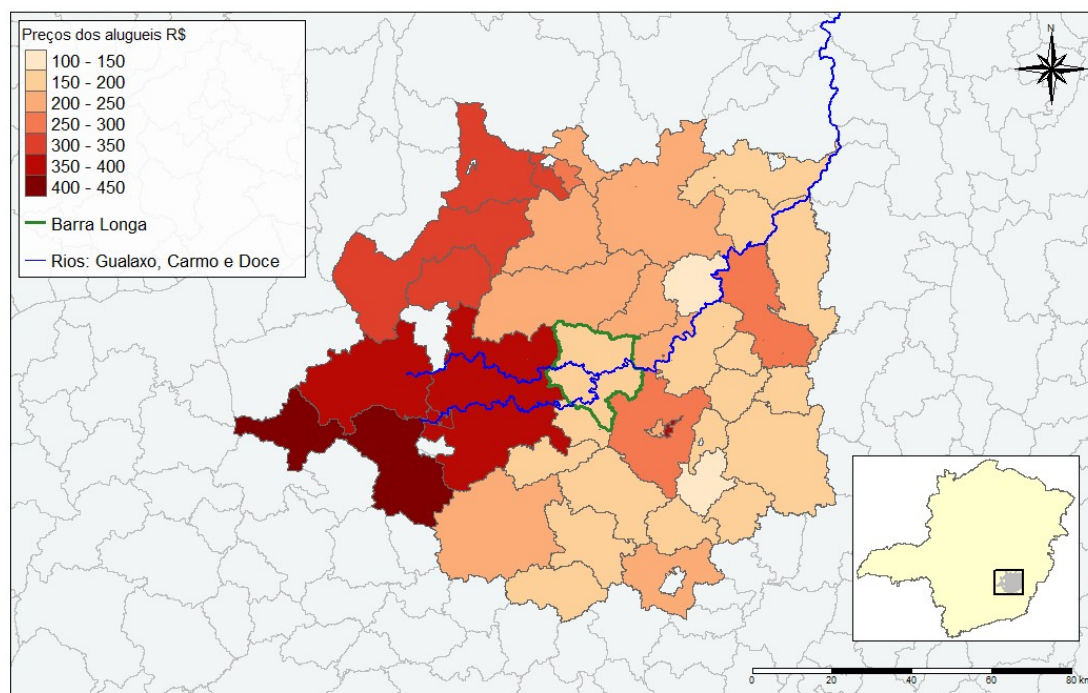 Preços dos alugueis R$
100 - 150
150 - 200
200 - 250
250 - 300
300 - 350
350 - 400
400 - 450
Barra Longa
Rios: Gualaxo, Carmo e Doce
N
0 20 40 60 80 km